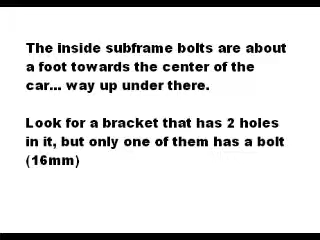 The inside subframe bolts are about
a foot towards the center of the
car... way up under there.
Look for a bracket that has 2 holes
in it, but only one of them has a bolt
(16mm)